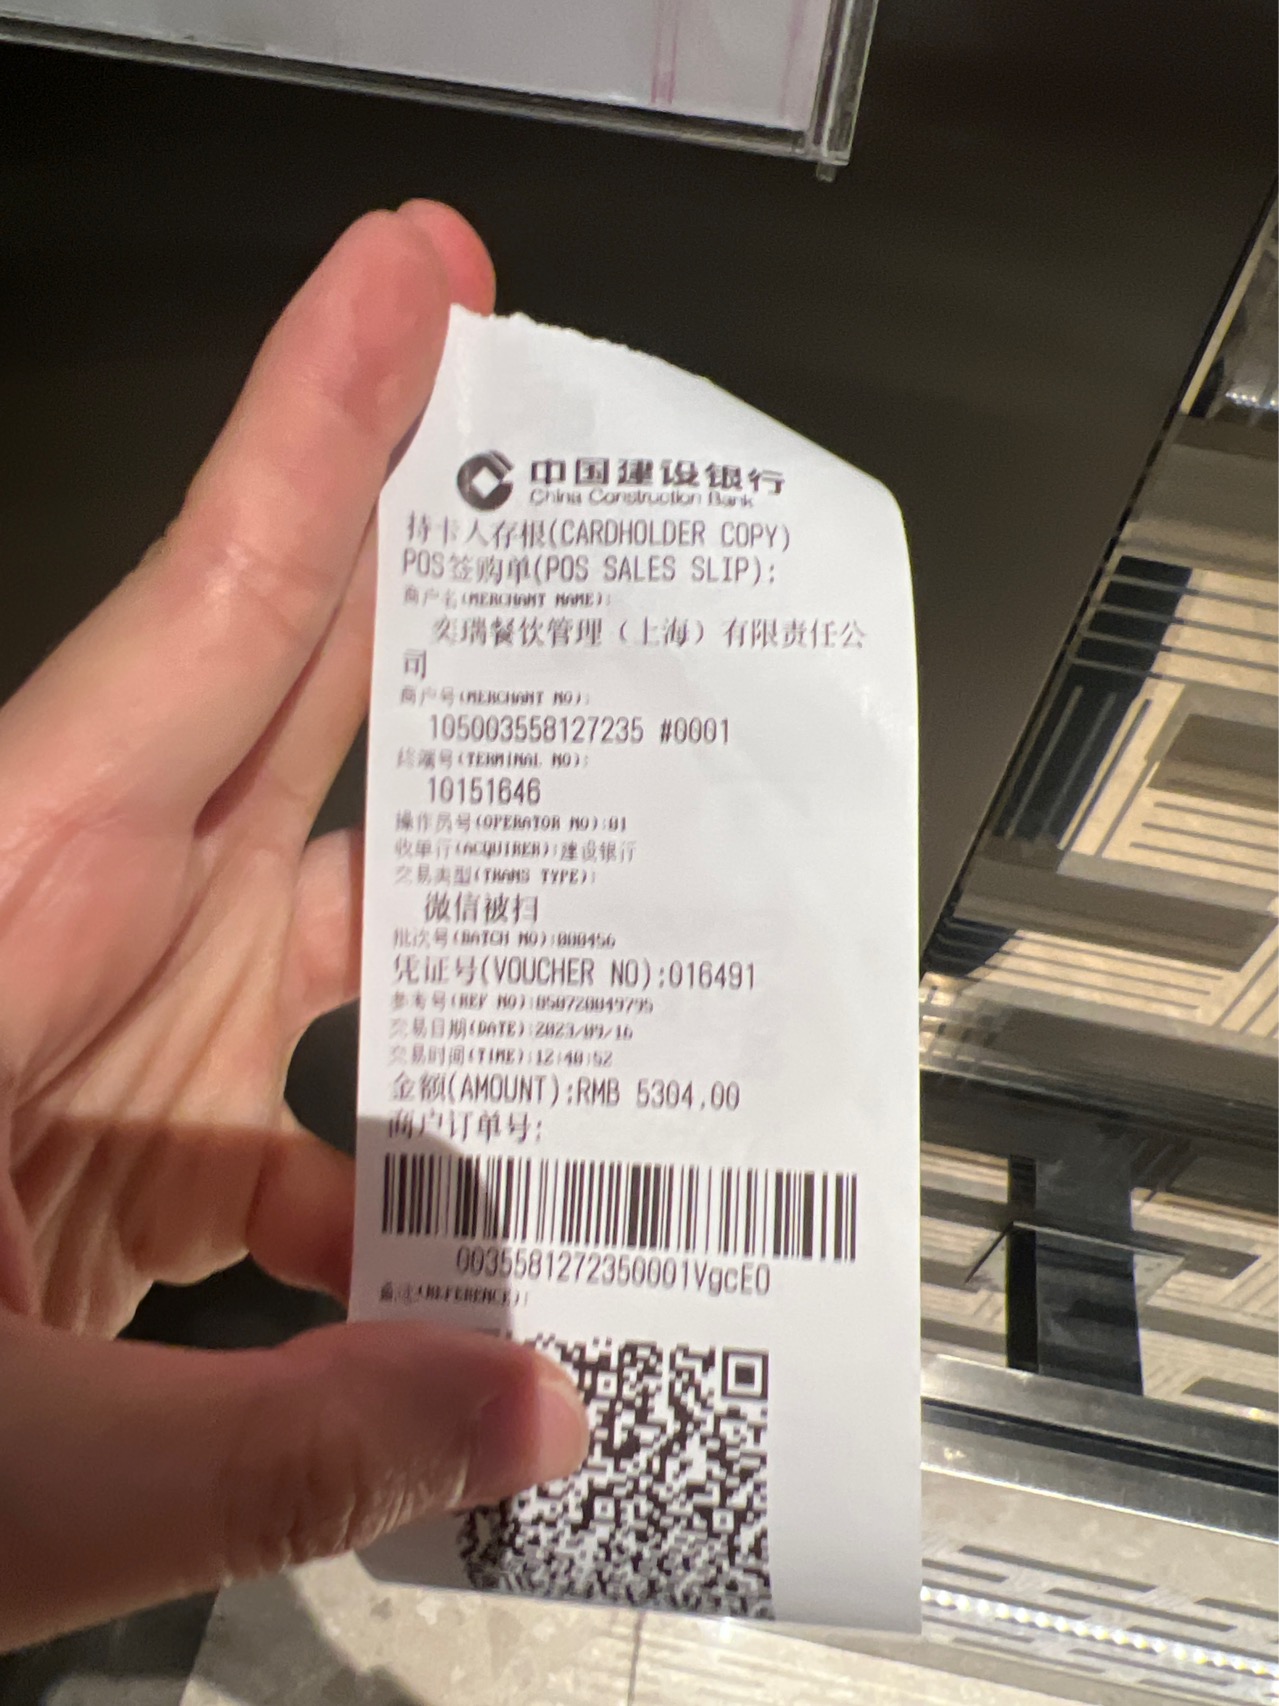 中国建设银行
China Construction Bank
持卡人存根(CARDHOLDER COPY)
POS签购单(POS SALES SLIP):
商户名(MERCHANT NAME):
奕瑞餐饮管理（上海）有限责任公
司
商户号(MERCHANT NO):
105003558127235 #0001
终端号(TERMINAL NO):
10151646
操作员号(OPERATOR NO):01
收单行(ACQUIRER):建设银行
交易类型(TRANS TYPE):
微信被扫
批次号(BATCH NO):000456
凭证号(VOUCHER NO):016491
参考号(REF NO):050720849795
交易日期(DATE):2023/09/16
交易时间(TIME):12:40:52
金额(AMOUNT):RMB 5304.00
商户订单号:
0035581272350001VgcEO
备注(REFERENCE):